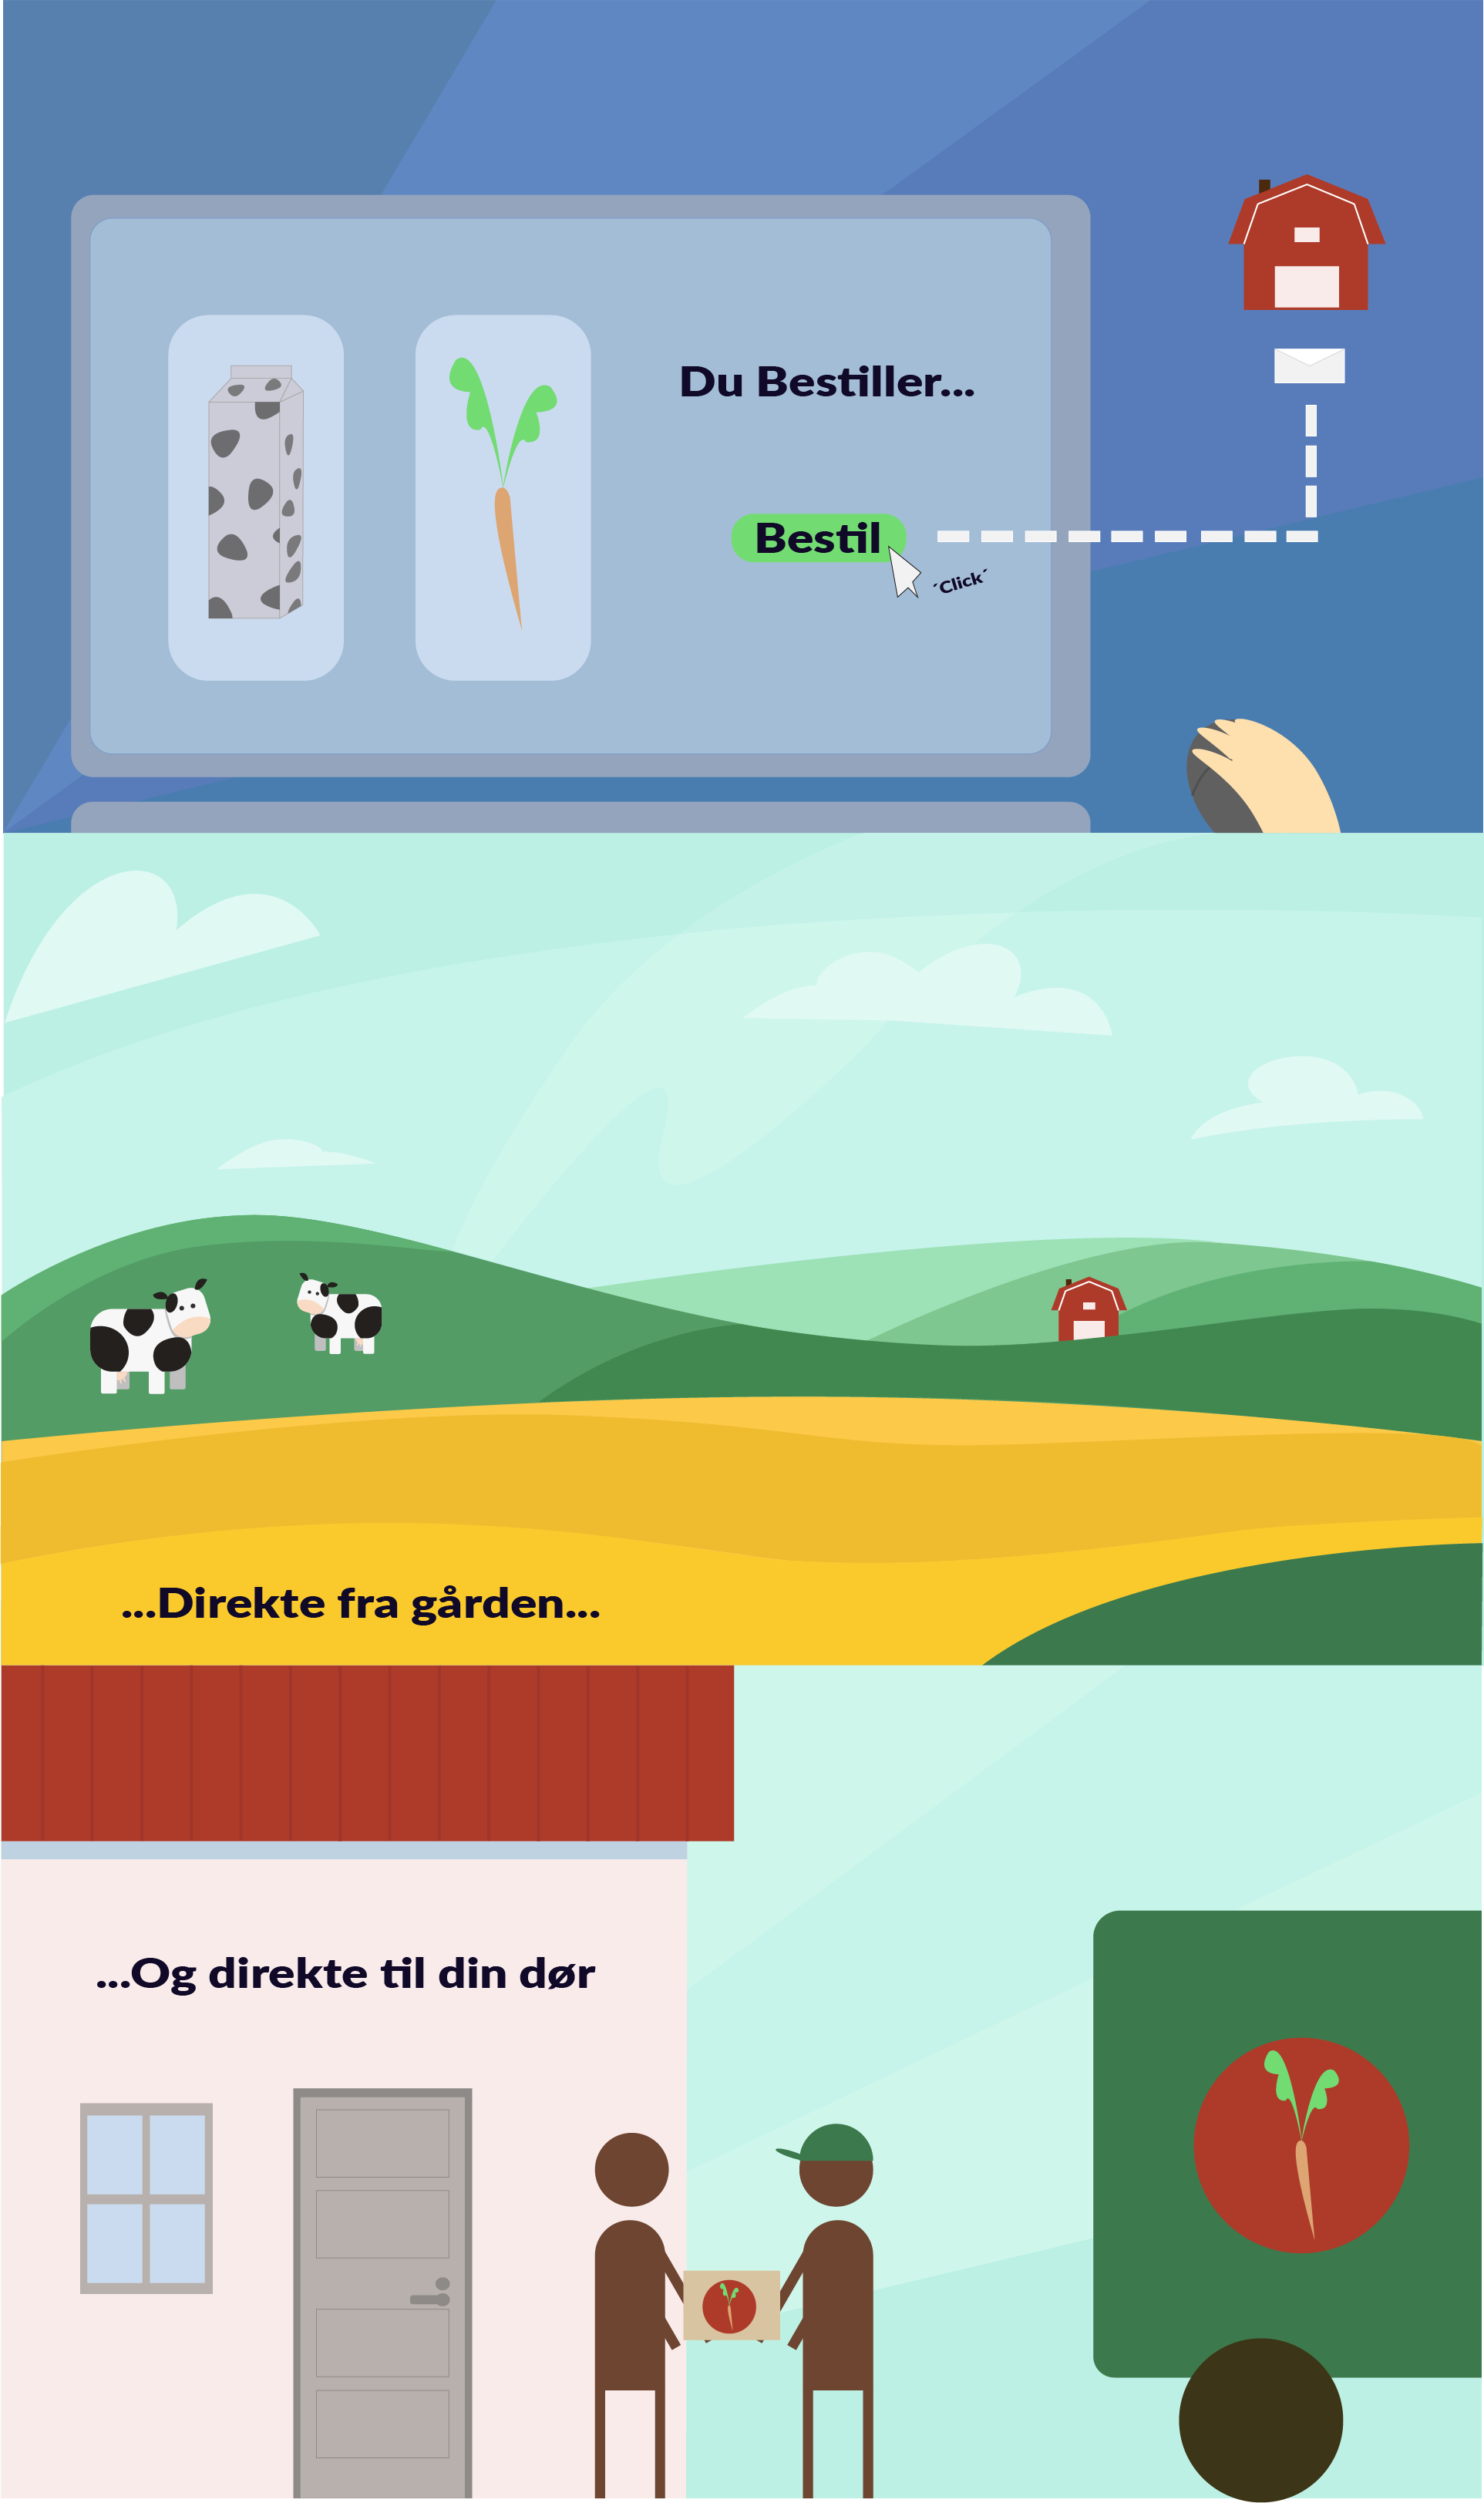 Du Bestiller...
Bestil
´Click´
...Direkte fra gården...
...Og direkte til din dør